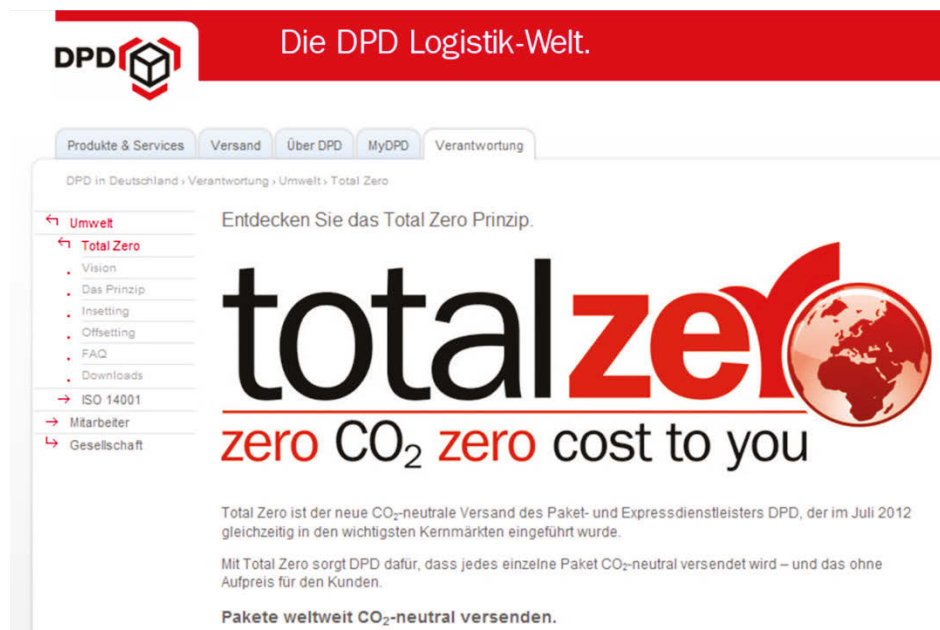 DPD
Die DPD Logistik-Welt.
Produkte & Services Versand Über DPD MyDPD Verantwortung
DPD in Deutschland › Verantwortung › Umwelt › Total Zero
Umwelt
Total Zero
Vision
Das Prinzip
Insetting
Offsetting
FAQ
Downloads
ISO 14001
Mitarbeiter
Gesellschaft
Entdecken Sie das Total Zero Prinzip.
totalzero
zero CO₂ zero cost to you
Total Zero ist der neue CO₂-neutrale Versand des Paket- und Expressdienstleisters DPD, der im Juli 2012
gleichzeitig in den wichtigsten Kernmärkten eingeführt wurde.
Mit Total Zero sorgt DPD dafür, dass jedes einzelne Paket CO₂-neutral versendet wird – und das ohne
Aufpreis für den Kunden.
Pakete weltweit CO₂-neutral versenden.